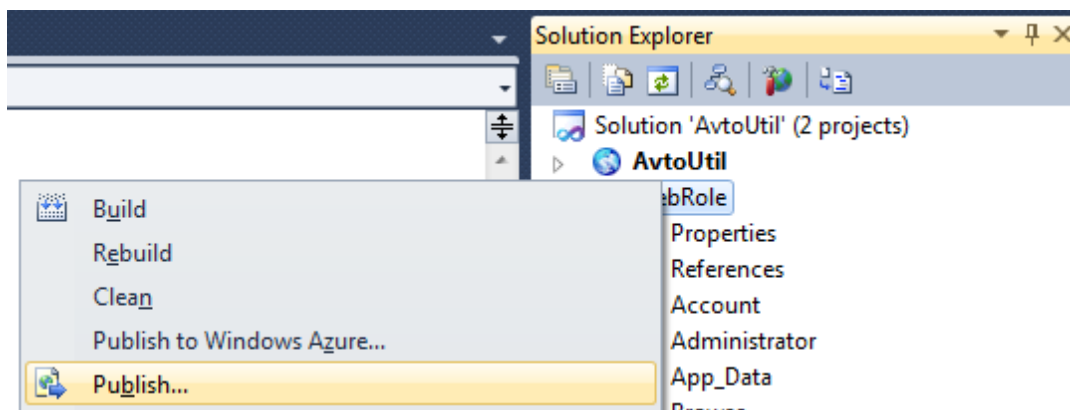 Solution Explorer
Solution 'AvtoUtil' (2 projects)
AvtoUtil
ebRole
Properties
References
Account
Administrator
App_Data
Build
Rebuild
Clean
Publish to Windows Azure...
Publish...